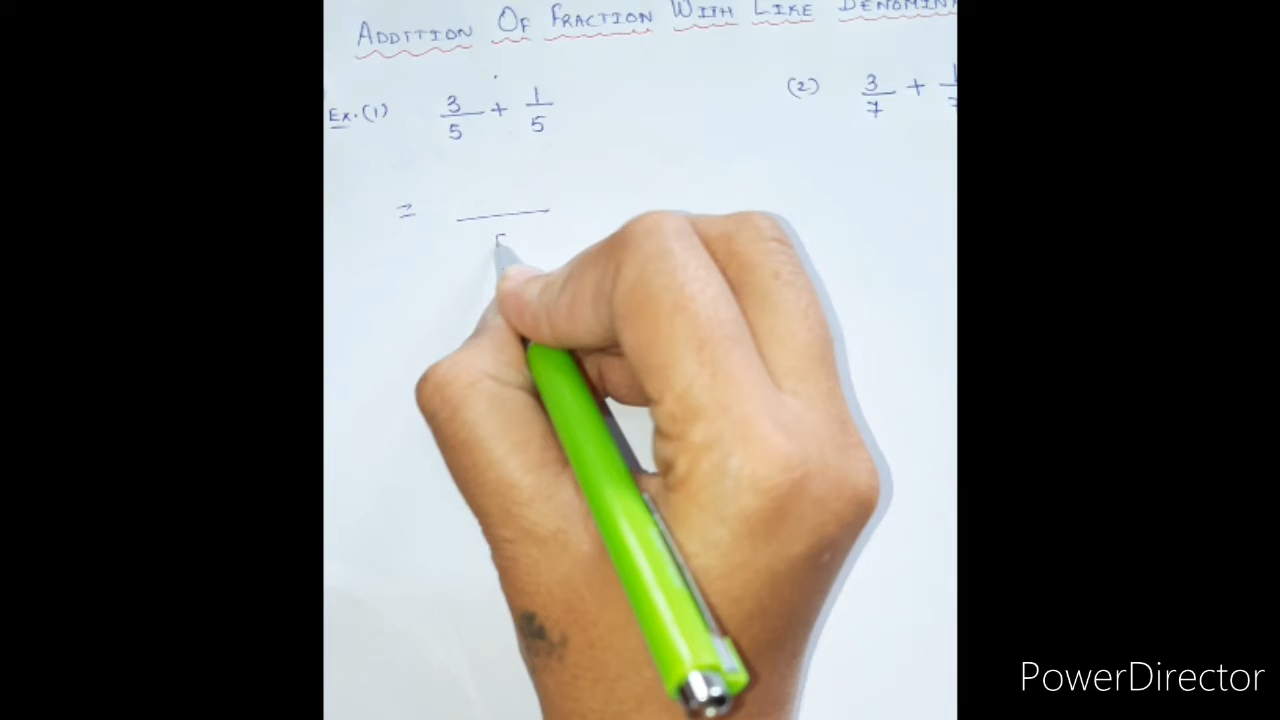 ADDITION OF FRACTION WITH LIKE
Ex. (1) 3/5 + 1/5
(2) 3/7 +
=
PowerDirector